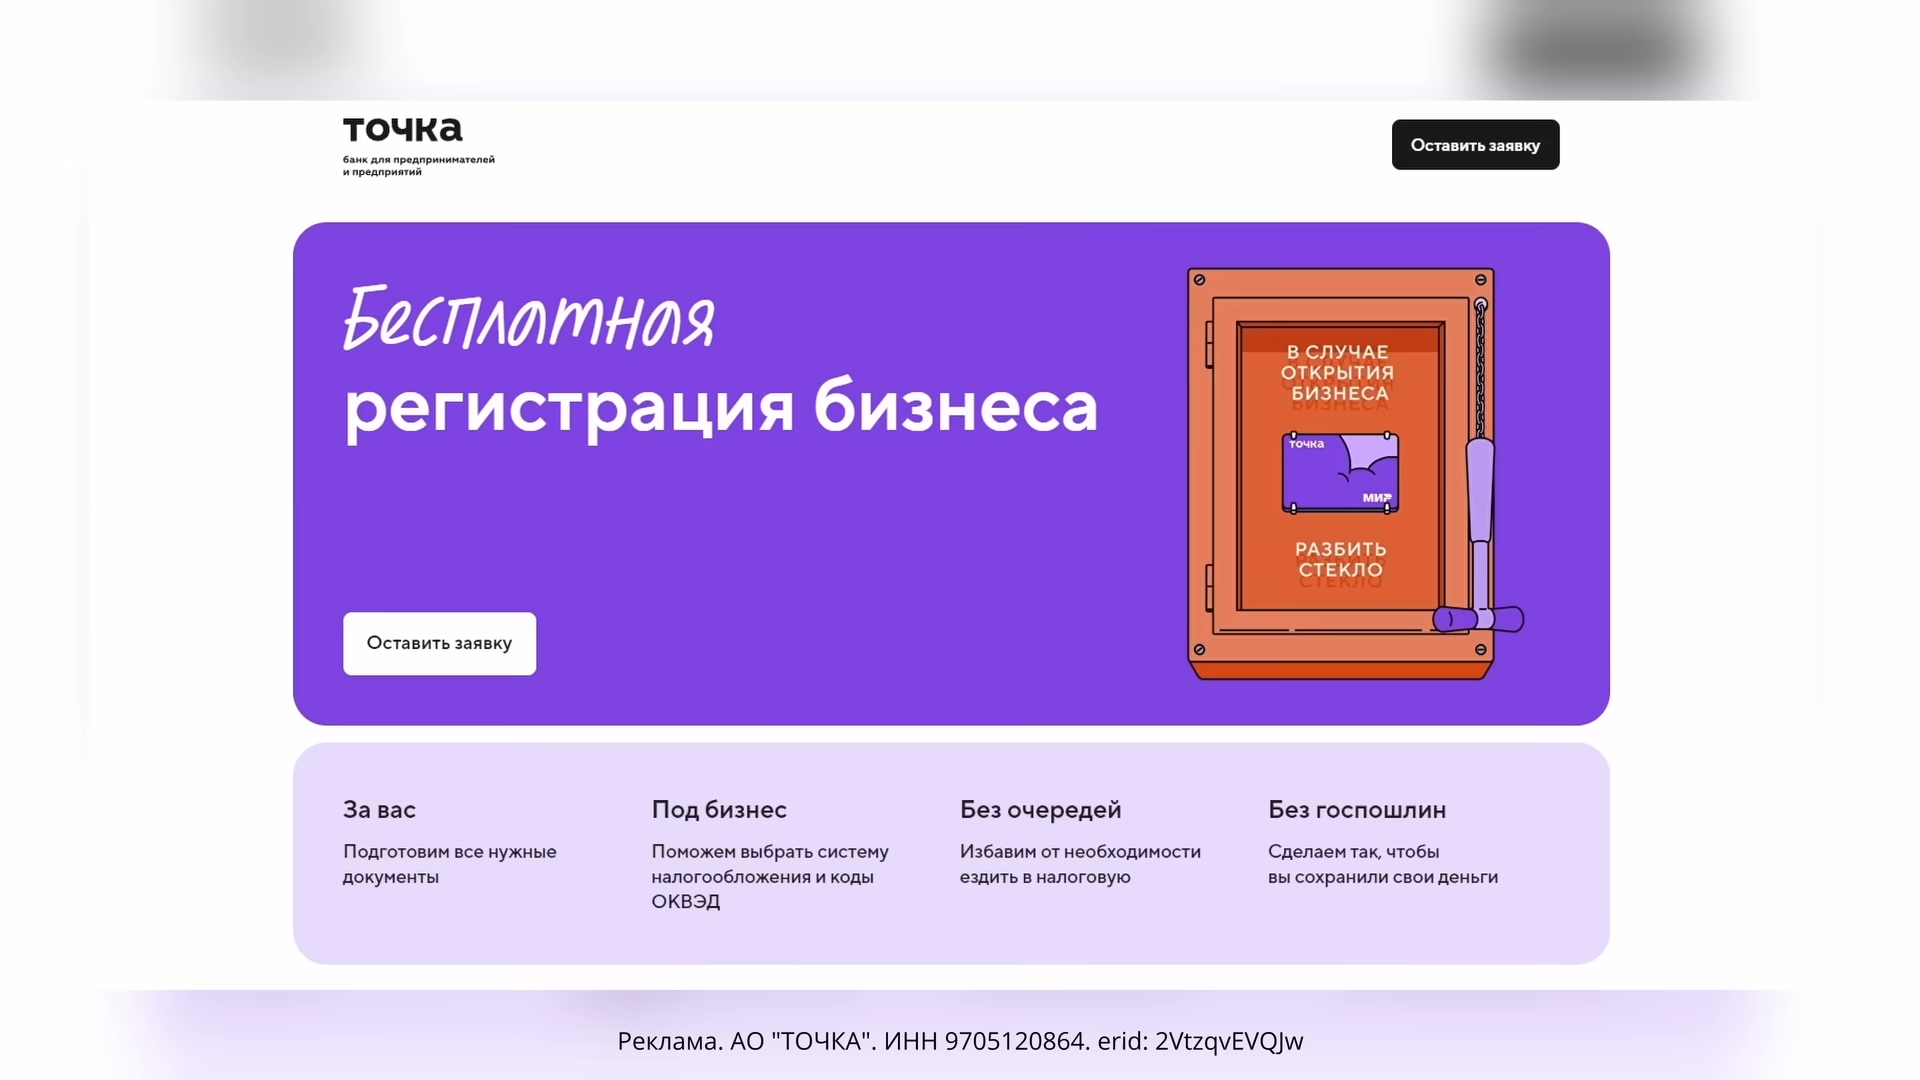 точка
банк для предпринимателей
и предприятий
Оставить заявку
Бесплатная
регистрация бизнеса
Оставить заявку
В СЛУЧАЕ
ОТКРЫТИЯ
БИЗНЕСА
точка
МИР
РАЗБИТЬ
СТЕКЛО
За вас
Подготовим все нужные
документы
Под бизнес
Поможем выбрать систему
налогообложения и коды
ОКВЭД
Без очередей
Избавим от необходимости
ездить в налоговую
Без госпошлин
Сделаем так, чтобы
вы сохранили свои деньги
Реклама. АО "ТОЧКА". ИНН 9705120864. erid: 2VtzqvEVQJw